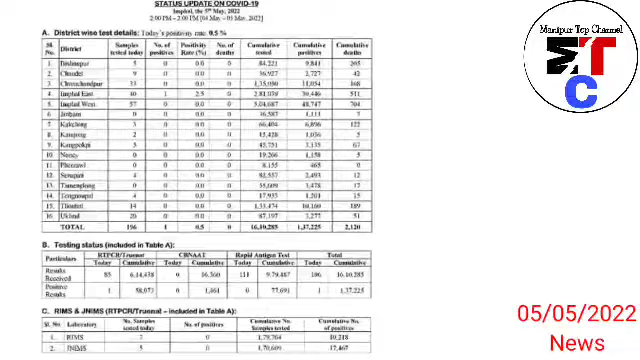 STATUS UPDATE ON COVID-19
Imphal, the 5th May, 2022
2:00 PM – 2:00 PM [04 May – 05 May, 2022]
A. District wise test details: Today's positivity rate: 0.5 %
Sl. No. District Samples tested today No. of positives Positivity Rate (%) No. of deaths Cumulative tested Cumulative positives Cumulative deaths
1. Bishnupur 5 0 0.0 0 84,221 9,841 205
2. Chandel 9 0 0.0 0 36,927 2,727 42
3. Churachandpur 33 0 0.0 0 11,054
4. Imphal East 40 1 2.5 0 2,81,070 39,446 511
5. Imphal West 57 0 0.0 0 5,04,687 48,747 704
6. Jiribam 0 0 0.0 0 36,587 1,111 7
7. Kakching 3 0 0.0 0 66,404 6,896 122
8. Kamjong 2 0 0.0 0 15,428 1,036 5
9. Kangpokpi 0 0.0 0 3,135 67
10. Noney 0 0 0.0 0 19,266 1,158 5
11. Pherzawl 0 0 0.0 0 8,155 465 0
12. Senapati 4 0 0.0 0 2,493 12
13. Tamenglong 0 0 0.0 0 3,478 17
14. Tengnoupal 4 0 0.0 0 17,937 1,201 15
15. Thoubal 14 0 0.0 0 1,33,474 10,160 189
16. Ukhrul 20 0 0.0 0 87,197 51
TOTAL 196 1 0.5 0 16,10,285 1,37,225 2,120
B. Testing status (included in Table A):
Particulars RTPCR/Truenat CBNAAT Rapid Antigen Test Total
Today Cumulative Today Cumulative Today Cumulative Today Cumulative
Results Received 85 6,14,438 0 16,360 111 9,79,487 196 16,10,285
Positive Results 1 58,073 0 1,461 0 77,691 1 1,37,225
C. RIMS & JNIMS (RTPCR/Truenat – included in Table A):
Sl. No. Laboratory No. Samples tested today No. of positives Cumulative No. Samples tested Cumulative No. of positives
1. RIMS 0 1,79,764 10,218
2. JNIMS 0 1,70,609 17,467
Manipur Top Channel
MTC
05/05/2022
News